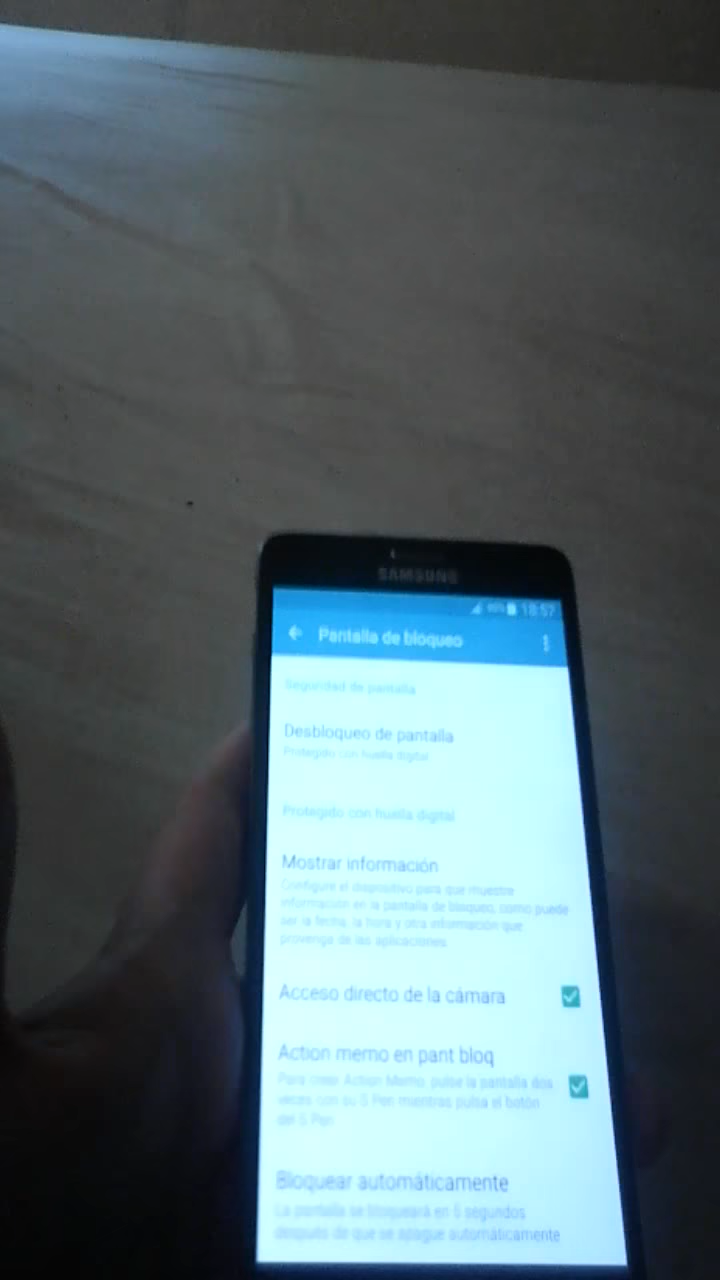 SAMSUNG
18:57
Pantalla de bloqueo
Seguridad de pantalla
Desbloqueo de pantalla
Protegido con huella digital
Protegido con huella digital
Mostrar información
Configure el dispositivo para que muestre
información en la pantalla de bloqueo, como puede
ser la fecha, la hora y otra información que
provenga de las aplicaciones.
Acceso directo de la cámara
Action memo en pant bloq
Para crear Action Memo, pulse la pantalla dos
veces con su S Pen mientras pulsa el botón
del S Pen
Bloquear automáticamente
La pantalla se bloqueará en 5 segundos
después de que se apague automáticamente